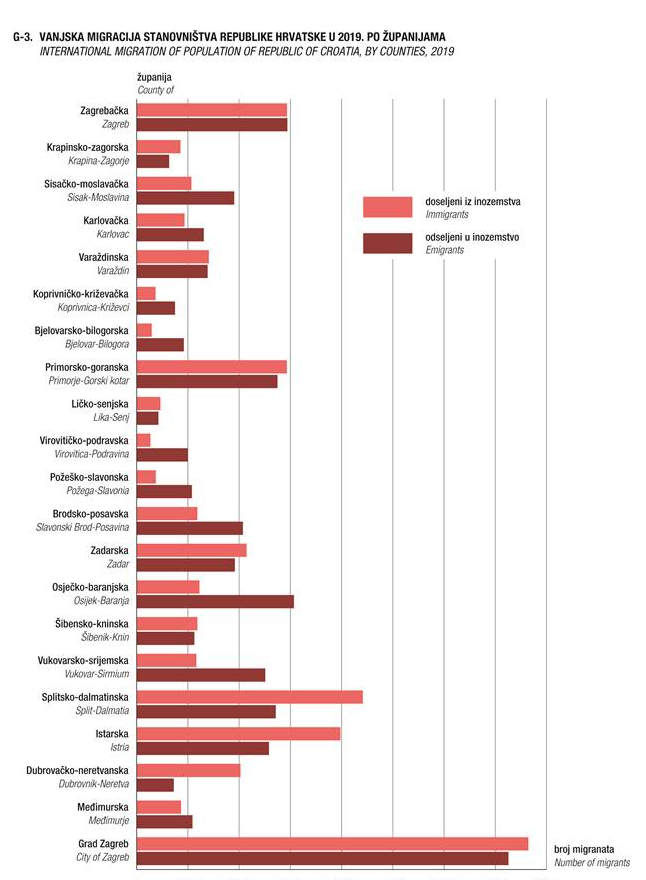 G-3. VANJSKA MIGRACIJA STANOVNIŠTVA REPUBLIKE HRVATSKE U 2019. PO ŽUPANIJAMA
INTERNATIONAL MIGRATION OF POPULATION OF REPUBLIC OF CROATIA, BY COUNTIES, 2019
županija
County of
Zagrebačka
Zagreb
Krapinsko-zagorska
Krapina-Zagorje
Sisačko-moslavačka
Sisak-Moslavina
doseljeni iz inozemstva
Immigrants
Karlovačka
Karlovac
odseljeni u inozemstvo
Emigrants
Varaždinska
Varaždin
Koprivničko-križevačka
Koprivnica-Križevci
Bjelovarsko-bilogorska
Bjelovar-Bilogora
Primorsko-goranska
Primorje-Gorski kotar
Ličko-senjska
Lika-Senj
Virovitičko-podravska
Virovitica-Podravina
Požeško-slavonska
Požega-Slavonia
Brodsko-posavska
Slavonski Brod-Posavina
Zadarska
Zadar
Osječko-baranjska
Osijek-Baranja
Šibensko-kninska
Šibenik-Knin
Vukovarsko-srijemska
Vukovar-Sirmium
Splitsko-dalmatinska
Split-Dalmatia
Istarska
Istria
Dubrovačko-neretvanska
Dubrovnik-Neretva
Međimurska
Međimurje
Grad Zagreb
City of Zagreb
broj migranata
Number of migrants